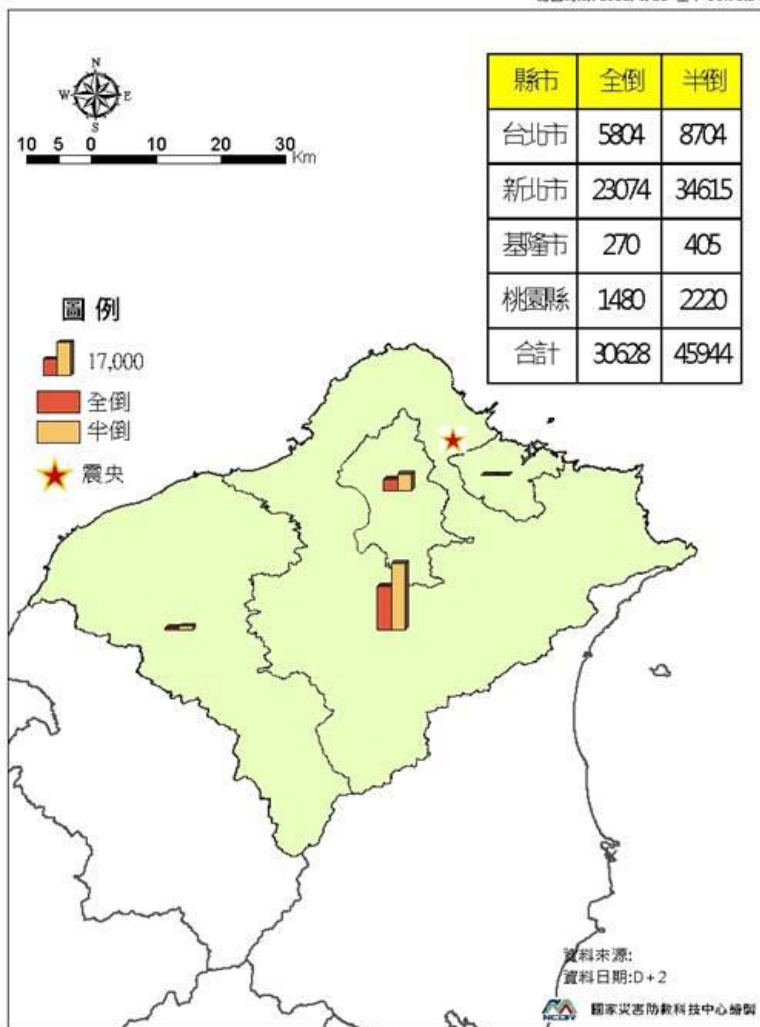 N
W E
S
10 5 0 10 20 30
Km
縣市 全倒 半倒
台北市 5804 8704
新北市 23074 34615
基隆市 270 405
桃園縣 1480 2220
合計 30628 45944
圖 例
17,000
全倒
半倒
震央
資料來源:
資料日期:D+2
NCDR 國家災害防救科技中心繪製